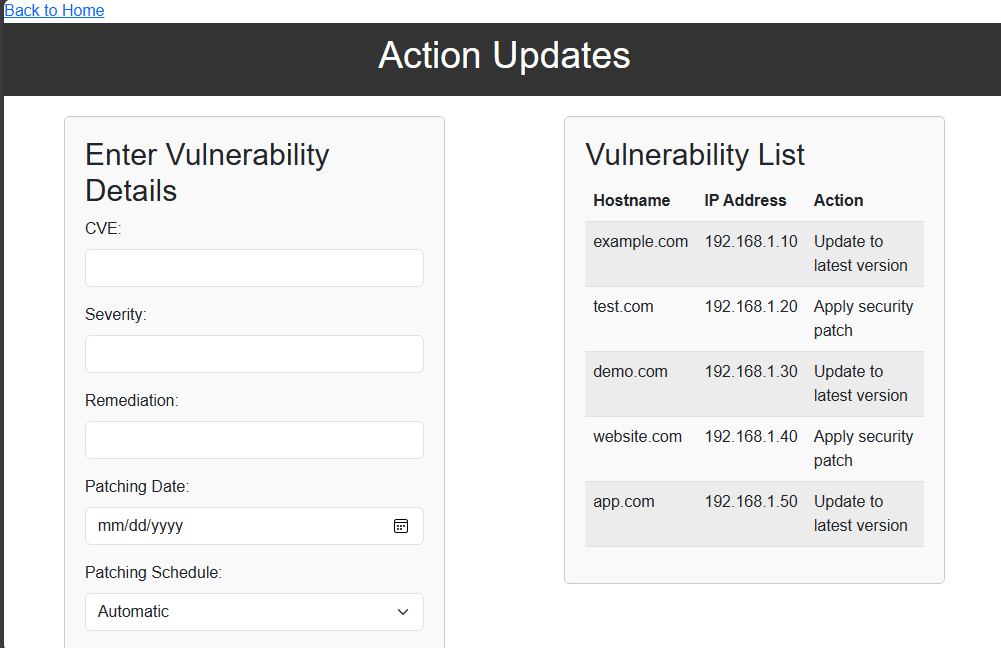 Back to Home
Action Updates
Enter Vulnerability
Details
CVE:
Severity:
Remediation:
Patching Date:
mm/dd/yyyy
Patching Schedule:
Automatic
Vulnerability List
Hostname IP Address Action
example.com 192.168.1.10 Update to
latest version
test.com 192.168.1.20 Apply security
patch
demo.com 192.168.1.30 Update to
latest version
website.com 192.168.1.40 Apply security
patch
app.com 192.168.1.50 Update to
latest version